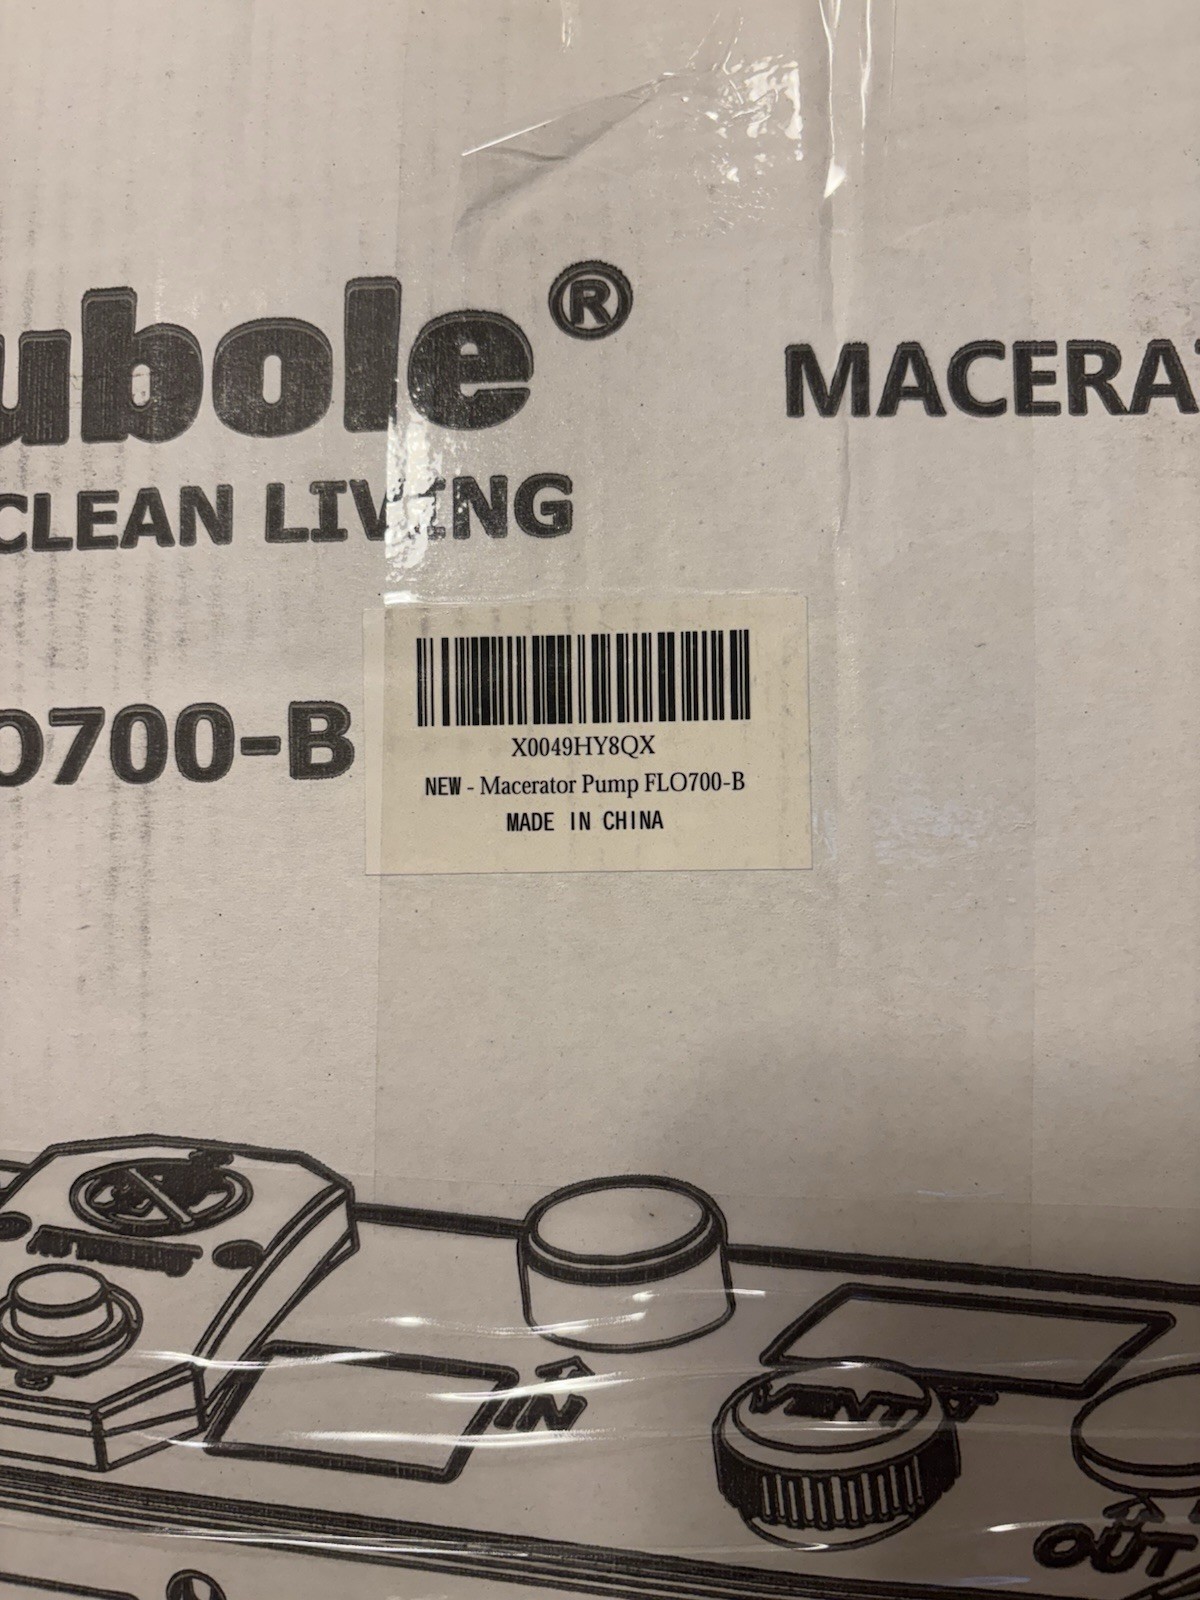 ubole®
MACERAT
CLEAN LIVING
O700-B
X0049HY8QX
NEW - Macerator Pump FLO700-B
MADE IN CHINA
IN
VENT
OUT